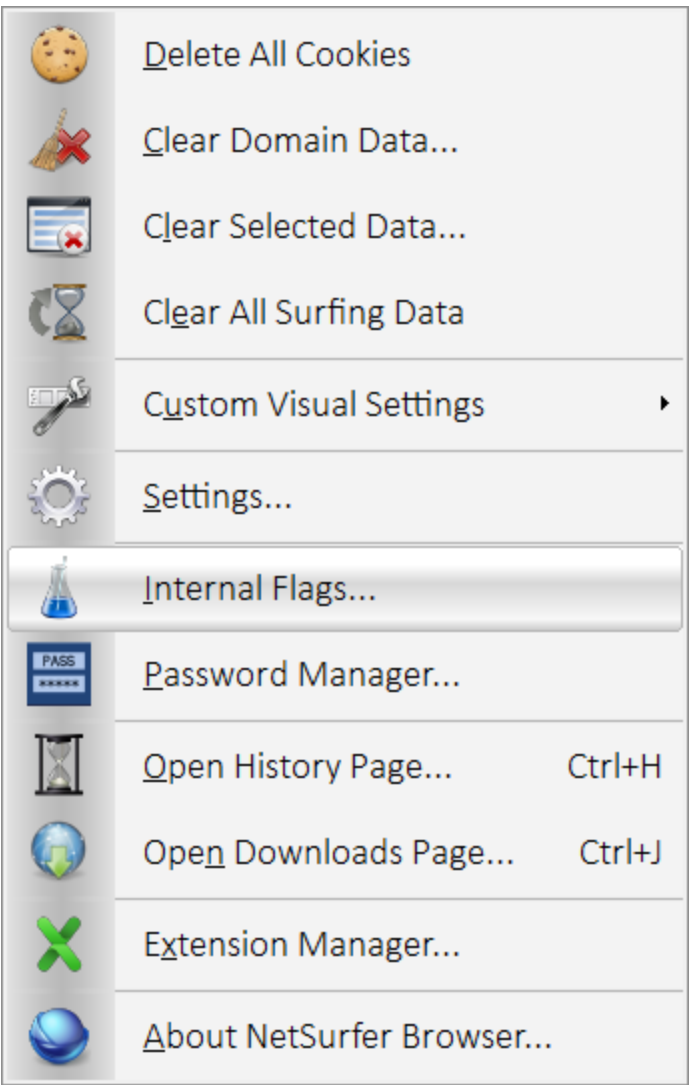 Delete All Cookies
Clear Domain Data...
Clear Selected Data...
Clear All Surfing Data
Custom Visual Settings
Settings...
Internal Flags...
PASS
*****
Password Manager...
Open History Page... Ctrl+H
Open Downloads Page... Ctrl+J
Extension Manager...
About NetSurfer Browser...